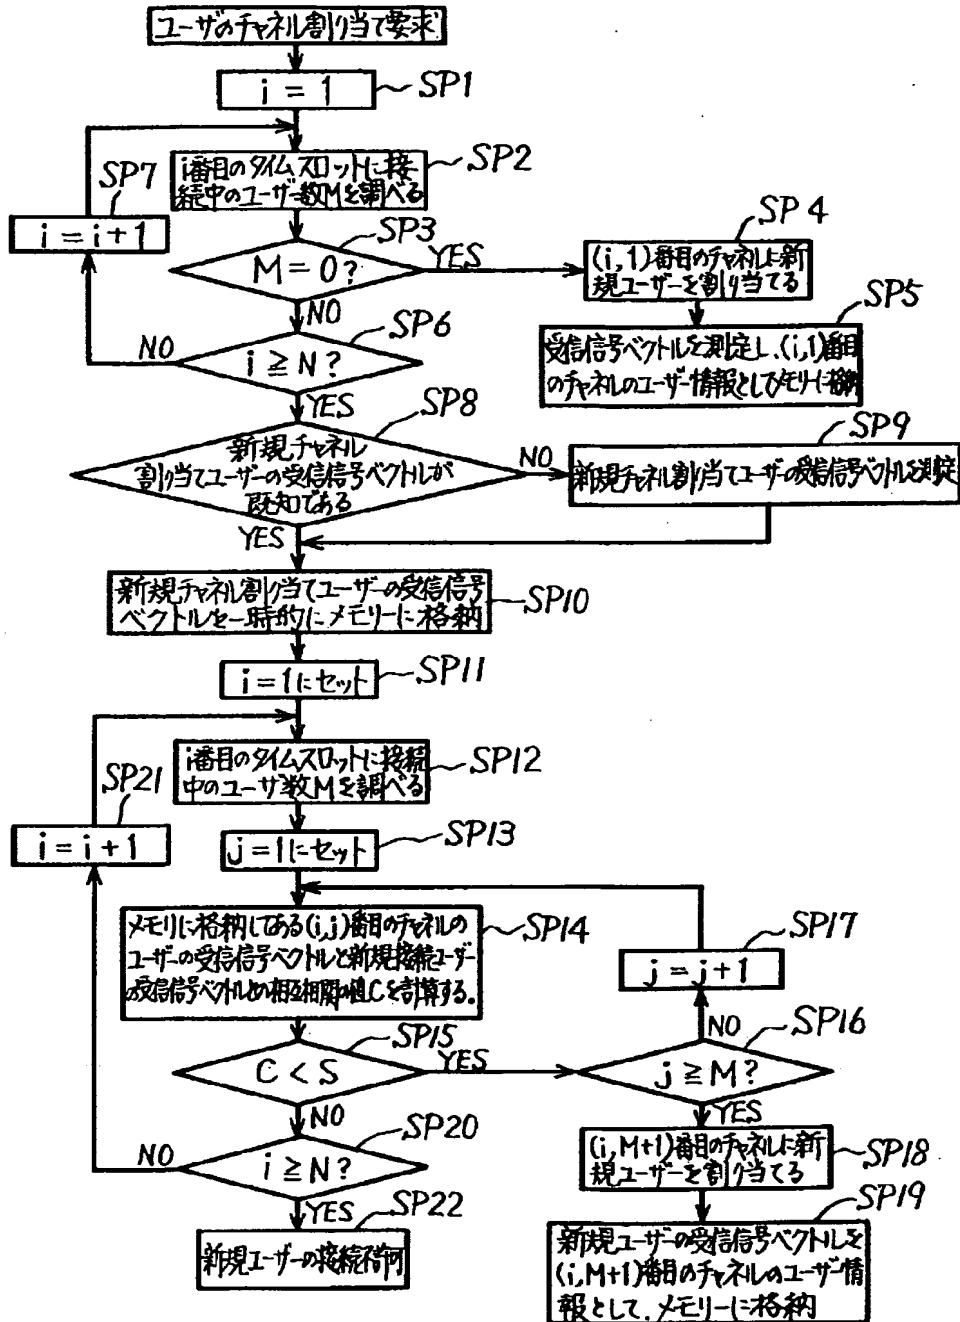 ユーザのチャネル割り当て要求
i = 1
SP1
i番目のタイムスロットに接
続中のユーザー数Mを調べる
SP2
SP7
i = i+1
SP3
M = 0?
YES
NO
SP4
(i,1)番目のチャネルに新
規ユーザーを割り当てる
SP5
受信信号ベクトルを測定し、(i,1)番目
のチャネルのユーザー情報としてメモリーに格納
SP6
i ≧ N?
NO
YES
SP8
新規チャネル
割り当てユーザーの受信信号ベクトルが
既知である
NO
YES
SP9
新規チャネル割り当てユーザーの受信信号ベクトルを測定
新規チャネル割り当てユーザーの受信信号
ベクトルを一時的にメモリーに格納
SP10
i=1にセット
SP11
i番目のタイムスロットに接続
中のユーザ数Mを調べる
SP12
SP21
i = i+1
j=1にセット
SP13
メモリに格納してある(i,j)番目のチャネルの
ユーザーの受信信号ベクトルと新規接続ユーザー
の受信信号ベクトルとの相互相関の値Cを計算する。
SP14
SP17
j = j+1
NO
SP15
C < S
YES
NO
SP16
j ≧ M?
YES
SP20
i ≧ N?
NO
YES
(i,M+1)番目のチャネルに新
規ユーザーを割り当てる
SP18
SP22
新規ユーザーの接続
SP19
新規ユーザーの受信信号ベクトルを
(i,M+1)番目のチャネルのユーザー情
報として、メモリーに格納